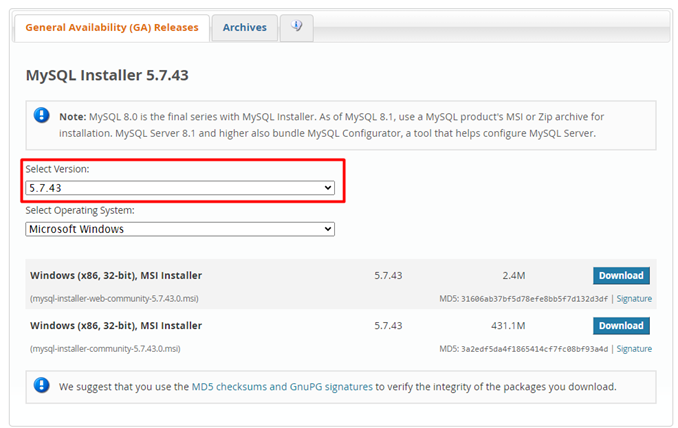 General Availability (GA) Releases
Archives
MySQL Installer 5.7.43
Note: MySQL 8.0 is the final series with MySQL Installer. As of MySQL 8.1, use a MySQL product's MSI or Zip archive for
installation. MySQL Server 8.1 and higher also bundle MySQL Configurator, a tool that helps configure MySQL Server.
Select Version:
5.7.43
Select Operating System:
Microsoft Windows
Windows (x86, 32-bit), MSI Installer 5.7.43 2.4M Download
(mysql-installer-web-community-5.7.43.0.msi) MD5: 31606ab37bf5d78efe8bb5f7d132d3df | Signature
Windows (x86, 32-bit), MSI Installer 5.7.43 431.1M Download
(mysql-installer-community-5.7.43.0.msi) MD5: 3a2edf5da4f1865414cf7fc08bf93a4d | Signature
We suggest that you use the MD5 checksums and GnuPG signatures to verify the integrity of the packages you download.